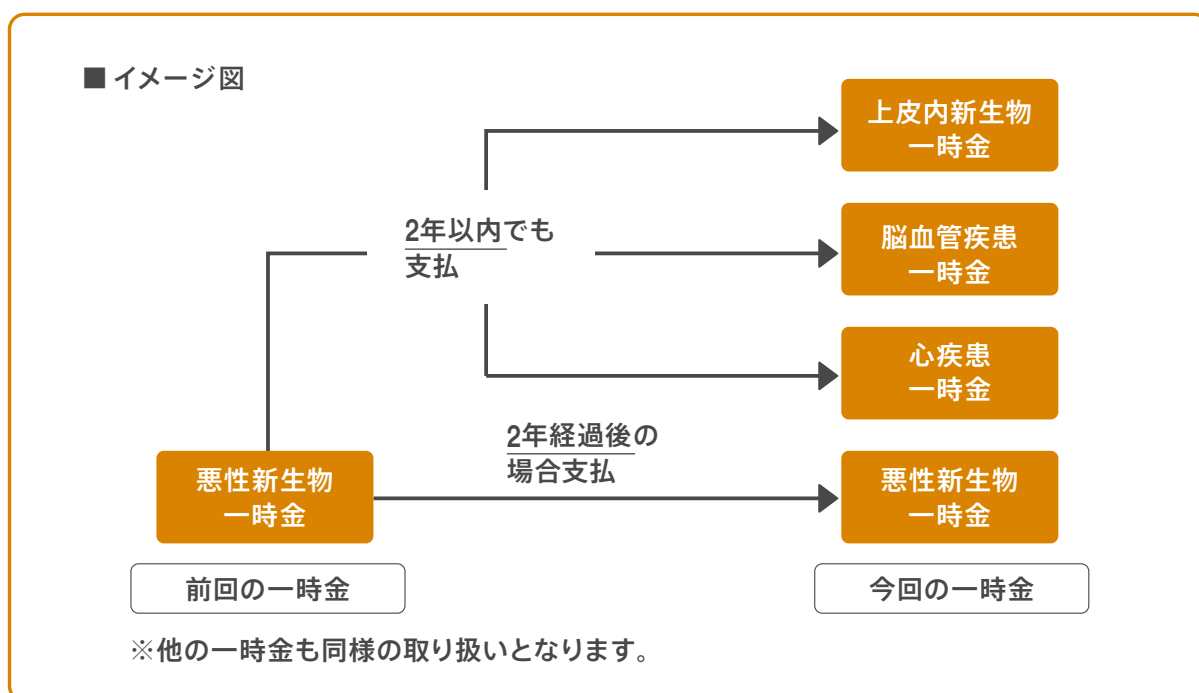 ■ イメージ図
上皮内新生物
一時金
2年以内でも
支払
脳血管疾患
一時金
心疾患
一時金
2年経過後の
場合支払
悪性新生物
一時金
悪性新生物
一時金
前回の一時金
今回の一時金
※他の一時金も同様の取り扱いとなります。